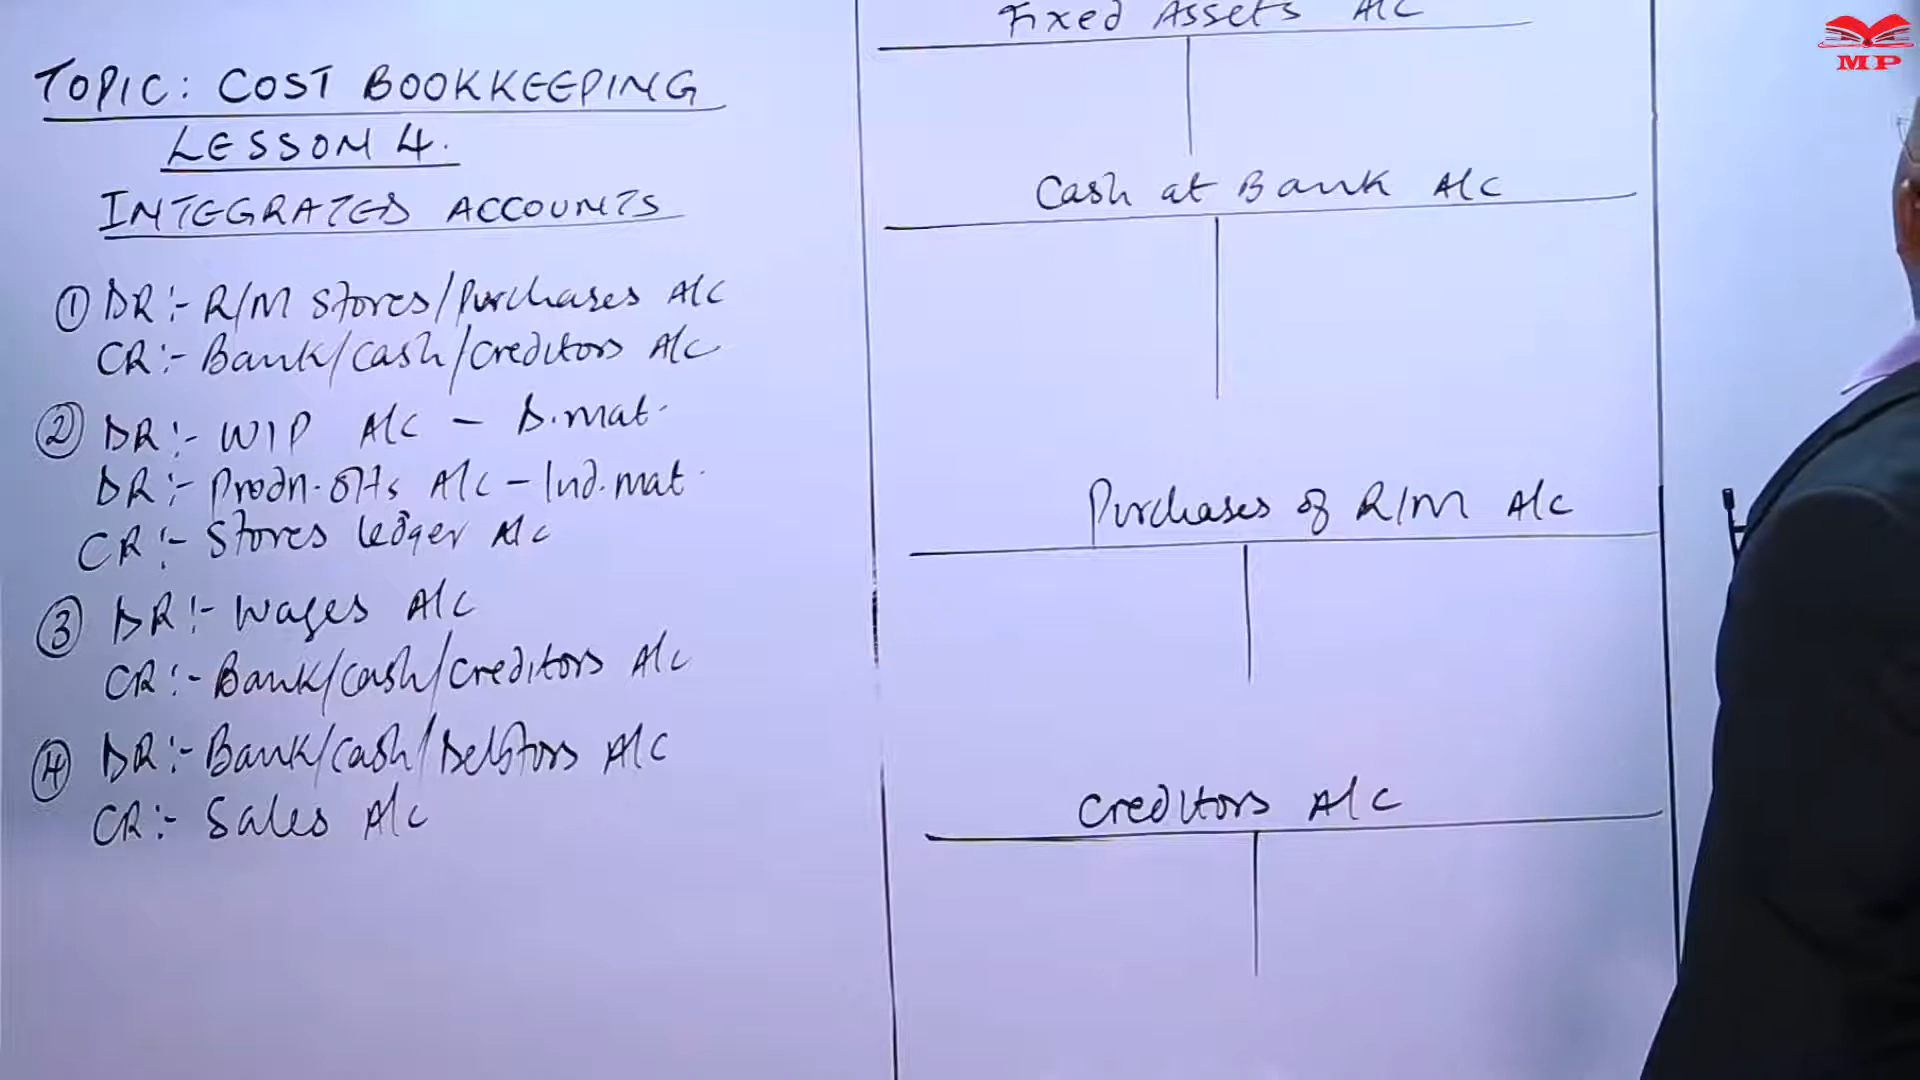 TOPIC: COST BOOKKEEPING
LESSON 4.
INTEGRATED ACCOUNTS
① DR:- R/M Stores/Purchases A/C
CR:- Bank/Cash/Creditors A/C
② DR:- WIP A/C - D.mat.
DR:- Prodn. O/Hs A/C - Ind.mat.
CR:- Stores Ledger A/C
③ DR:- Wages A/C
CR:- Bank/Cash/Creditors A/C
④ DR:- Bank/Cash/Debtors A/C
CR:- Sales A/C
Fixed Assets A/C
Cash at Bank A/C
Purchases of R/M A/C
Creditors A/C
MP